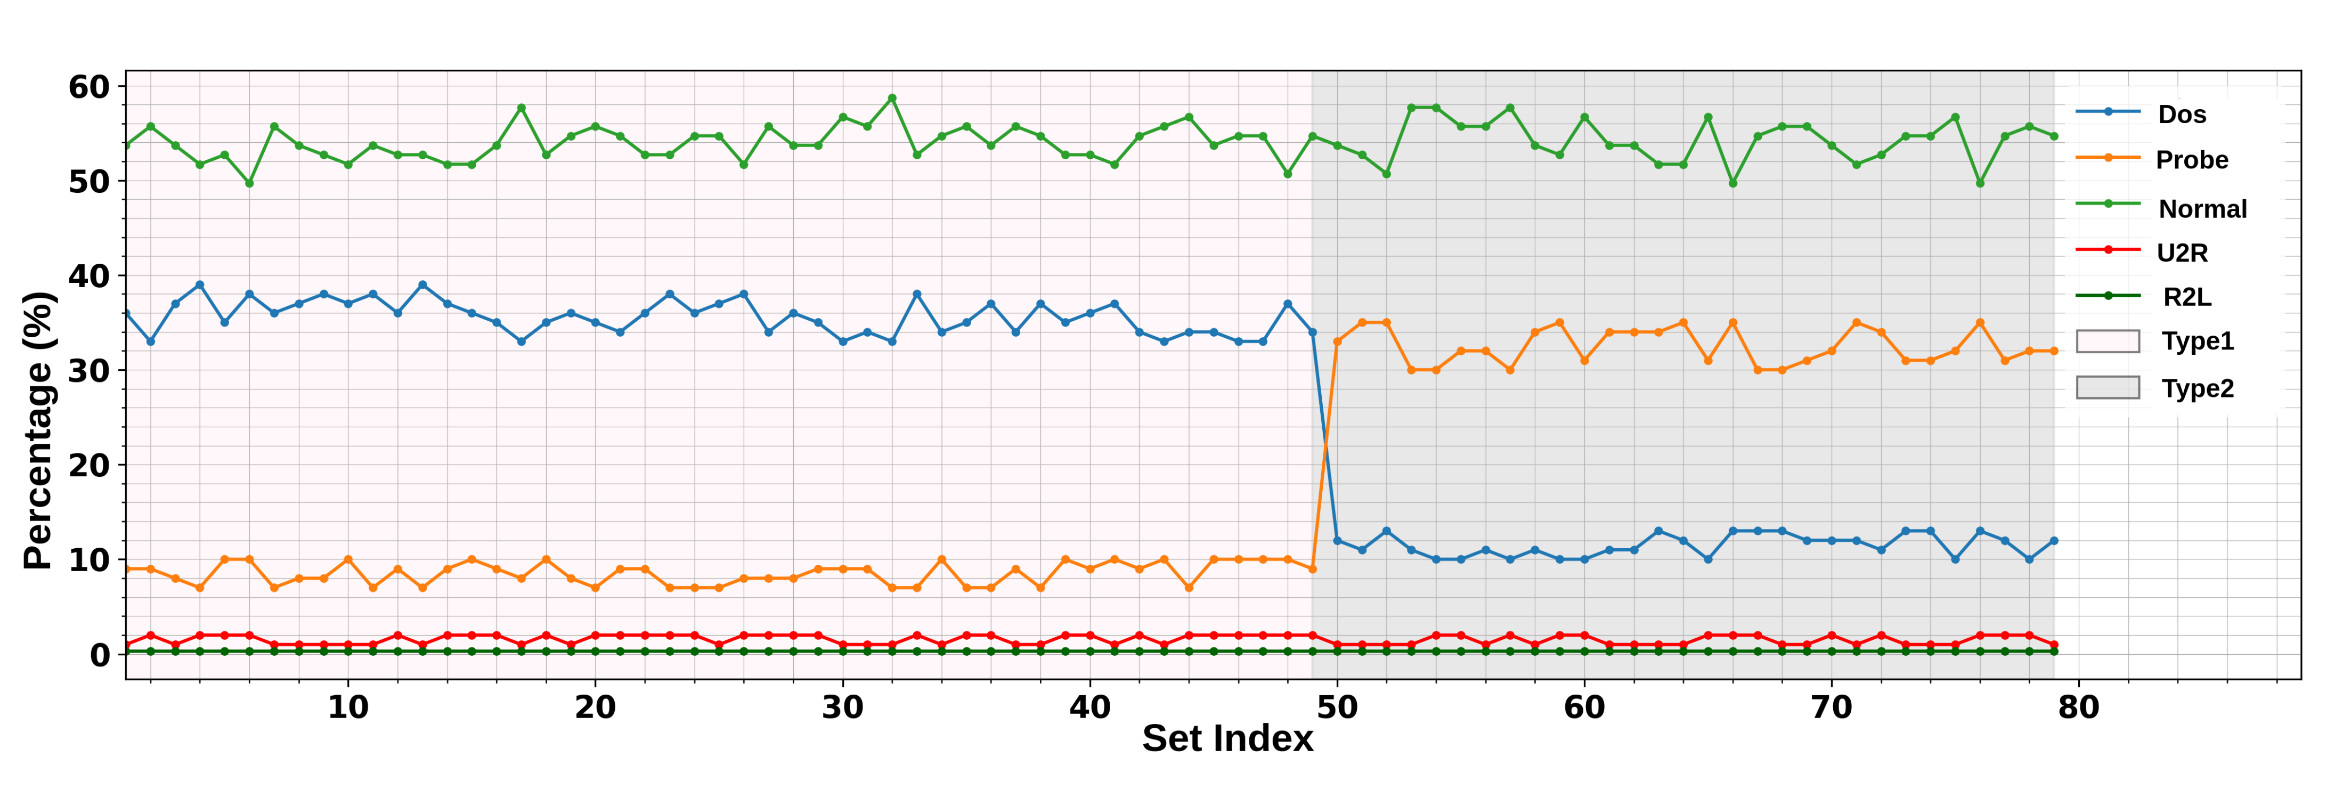 60
50
40
30
20
10
0
Percentage (%)
10 20 30 40 50 60 70 80
Set Index
Dos
Probe
Normal
U2R
R2L
Type1
Type2